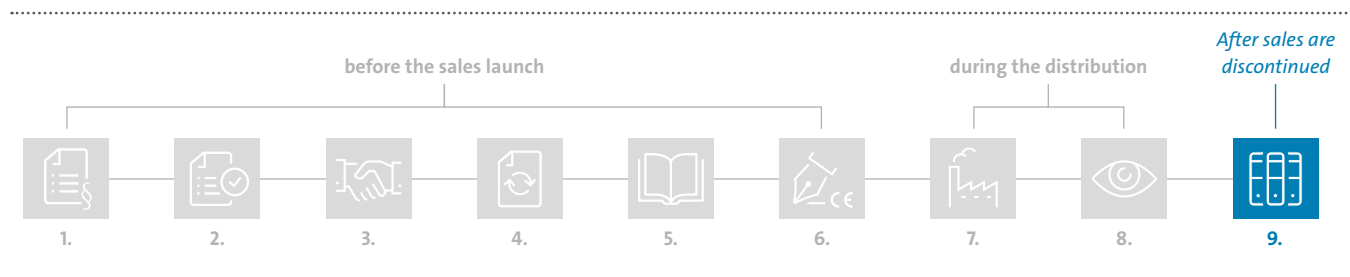 After sales are
discontinued
before the sales launch
during the distribution
§
CE
1.
2.
3.
4.
5.
6.
7.
8.
9.